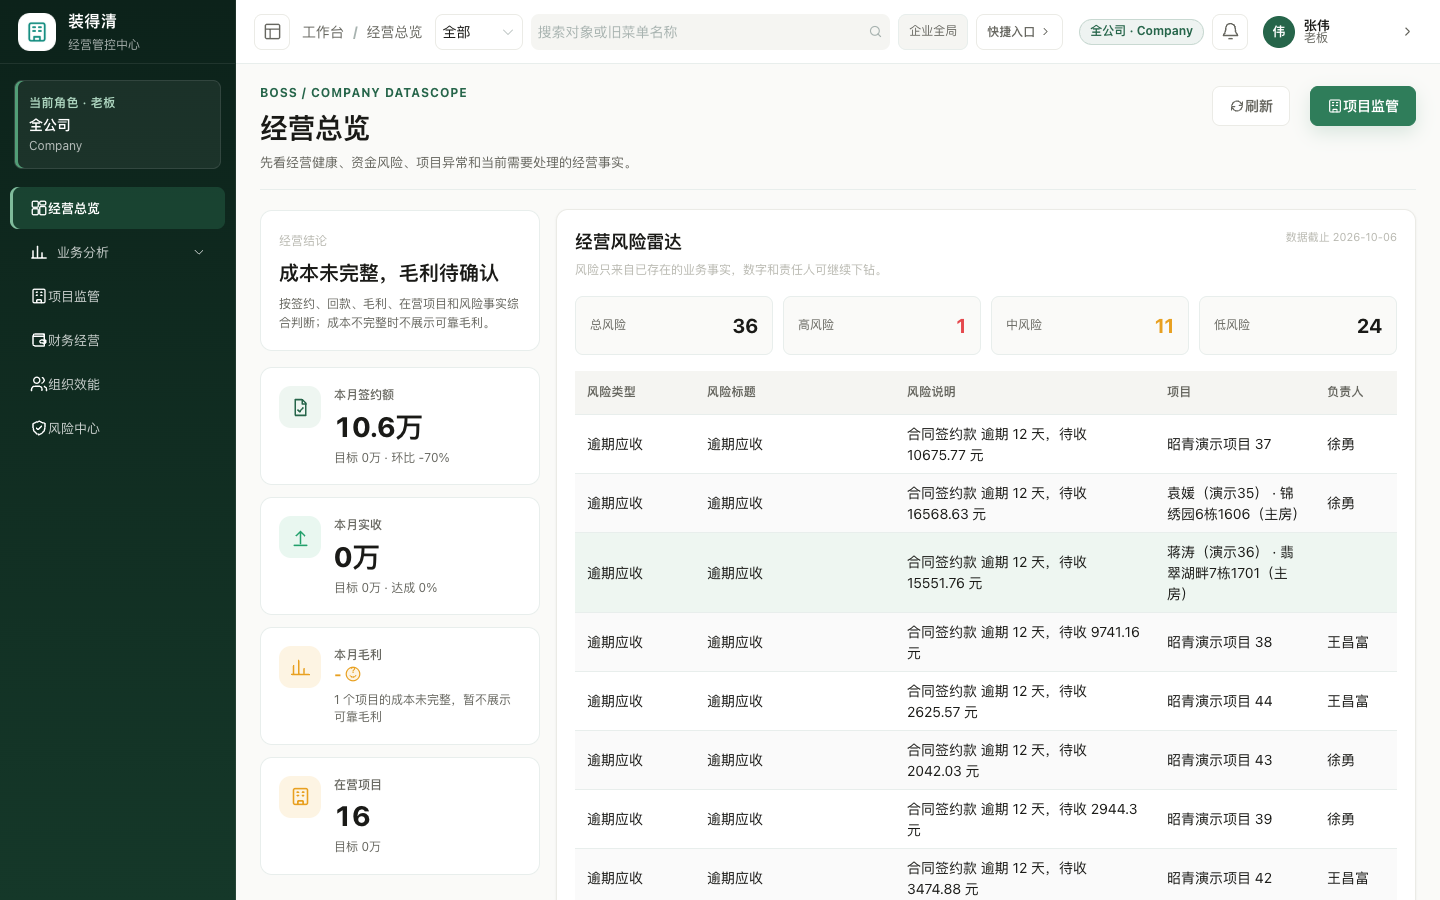 装得清
经营管控中心
当前角色 · 老板
全公司
Company
经营总览
业务分析
项目监管
财务经营
组织效能
风险中心
工作台 / 经营总览
全部
搜索对象或旧菜单名称
企业全局
快捷入口
全公司 · Company
伟
张伟
老板
BOSS / COMPANY DATASCOPE
经营总览
先看经营健康、资金风险、项目异常和当前需要处理的经营事实。
刷新
项目监管
经营结论
成本未完整，毛利待确认
按签约、回款、毛利、在营项目和风险事实综
合判断；成本不完整时不展示可靠毛利。
本月签约额
10.6万
目标 0万 · 环比 -70%
本月实收
0万
目标 0万 · 达成 0%
本月毛利
-
1 个项目的成本未完整，暂不展示
可靠毛利
在营项目
16
目标 0万
经营风险雷达
数据截止 2026-10-06
风险只来自已存在的业务事实，数字和责任人可继续下钻。
总风险 36
高风险 1
中风险 11
低风险 24
风险类型 风险标题 风险说明 项目 负责人
逾期应收 逾期应收 合同签约款 逾期 12 天，待收 昭青演示项目 37 徐勇
10675.77 元
逾期应收 逾期应收 合同签约款 逾期 12 天，待收 袁媛（演示35） · 锦 徐勇
16568.63 元 绣园6栋1606（主房）
逾期应收 逾期应收 合同签约款 逾期 12 天，待收 蒋涛（演示36） · 翡
15551.76 元 翠湖畔7栋1701（主
房）
逾期应收 逾期应收 合同签约款 逾期 12 天，待收 9741.16 昭青演示项目 38 王昌富
元
逾期应收 逾期应收 合同签约款 逾期 12 天，待收 昭青演示项目 44 王昌富
2625.57 元
逾期应收 逾期应收 合同签约款 逾期 12 天，待收 昭青演示项目 43 徐勇
2042.03 元
逾期应收 逾期应收 合同签约款 逾期 12 天，待收 2944.3 昭青演示项目 39 徐勇
元
逾期应收 逾期应收 合同签约款 逾期 12 天，待收 昭青演示项目 42 王昌富
3474.88 元